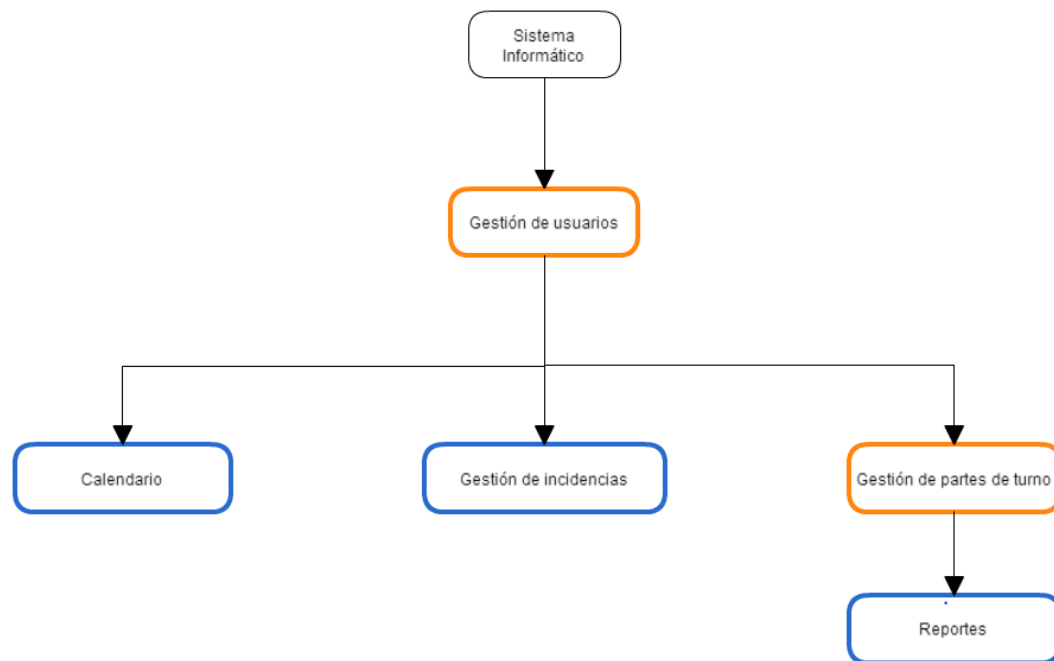 Sistema
Informático
Gestión de usuarios
Calendario
Gestión de incidencias
Gestión de partes de turno
Reportes